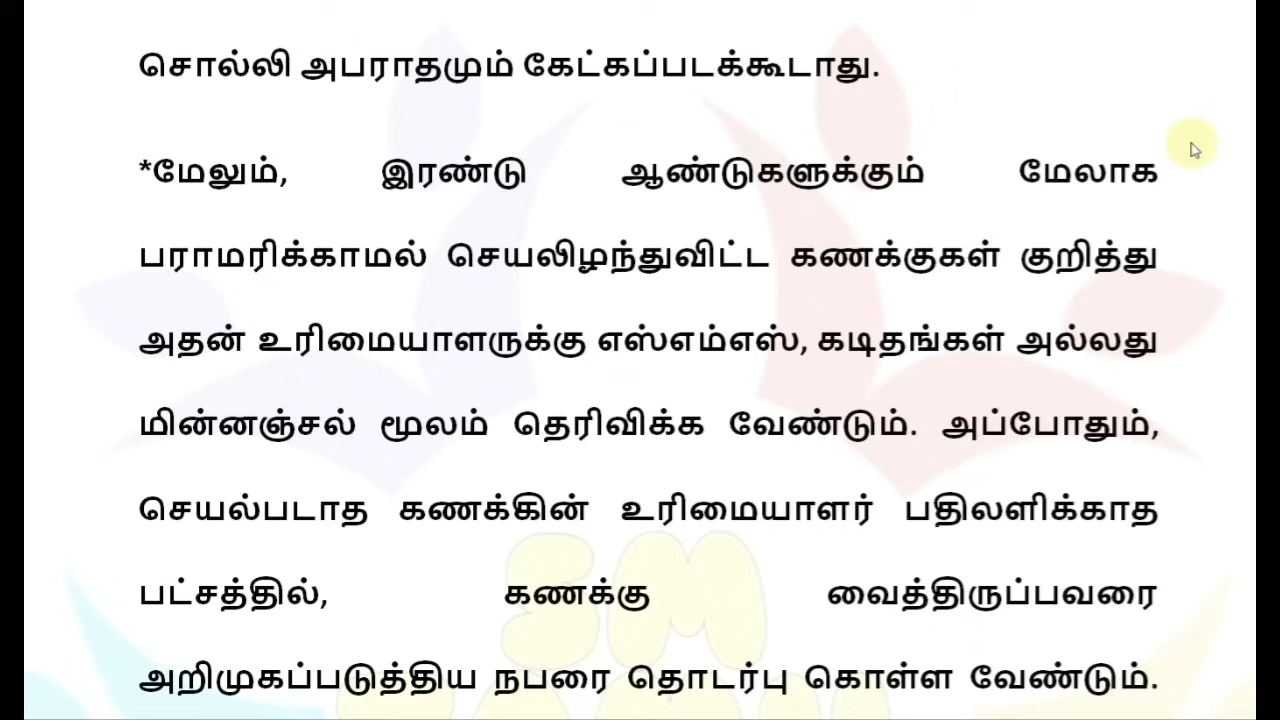 சொல்லி அபராதமும் கேட்கப்படக்கூடாது.
*மேலும், இரண்டு ஆண்டுகளுக்கும் மேலாக
பராமரிக்காமல் செயலிழந்துவிட்ட கணக்குகள் குறித்து
அதன் உரிமையாளருக்கு எஸ்எம்எஸ், கடிதங்கள் அல்லது
மின்னஞ்சல் மூலம் தெரிவிக்க வேண்டும். அப்போதும்,
செயல்படாத கணக்கின் உரிமையாளர் பதிலளிக்காத
பட்சத்தில், கணக்கு வைத்திருப்பவரை
SM
அறிமுகப்படுத்திய நபரை தொடர்பு கொள்ள வேண்டும்.